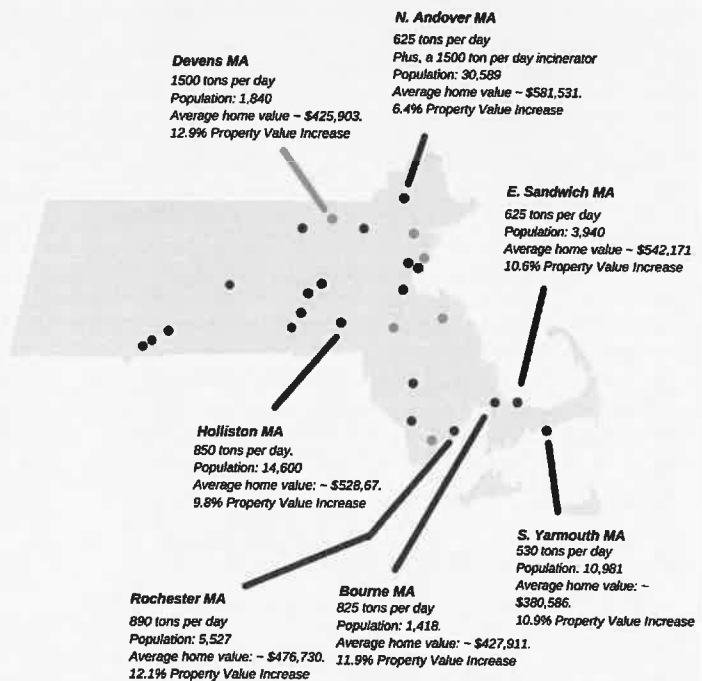 N. Andover MA
625 tons per day
Plus, a 1500 ton per day incinerator
Population: 30,589
Average home value ~ $581,531.
6.4% Property Value Increase
Devens MA
1500 tons per day
Population: 1,840
Average home value ~ $425,903.
12.9% Property Value Increase
E. Sandwich MA
625 tons per day
Population: 3,940
Average home value ~ $542,171
10.6% Property Value Increase
Holliston MA
850 tons per day.
Population: 14,600
Average home value: ~ $528,67.
9.8% Property Value Increase
S. Yarmouth MA
530 tons per day
Population. 10,981
Average home value: ~
$380,586.
10.9% Property Value Increase
Rochester MA
890 tons per day
Population: 5,527
Average home value: ~ $476,730.
12.1% Property Value Increase
Bourne MA
825 tons per day
Population: 1,418.
Average home value: ~ $427,911.
11.9% Property Value Increase